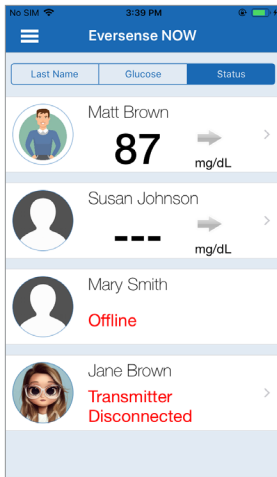 No SIM 3:39 PM
Eversense NOW
Last Name Glucose Status
Matt Brown
87
mg/dL
Susan Johnson
---
mg/dL
Mary Smith
Offline
Jane Brown
Transmitter
Disconnected